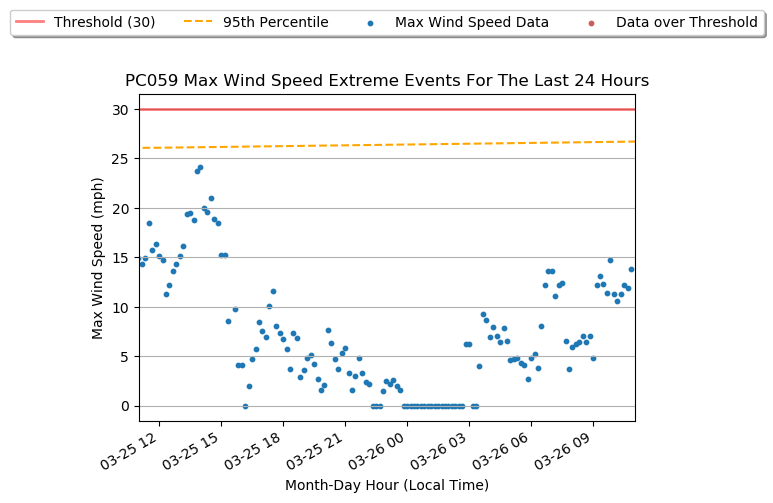 Threshold (30) 95th Percentile Max Wind Speed Data Data over Threshold
PC059 Max Wind Speed Extreme Events For The Last 24 Hours
Max Wind Speed (mph)
30
25
20
15
10
5
0
03-25 12 03-25 15 03-25 18 03-25 21 03-26 00 03-26 03 03-26 06 03-26 09
Month-Day Hour (Local Time)